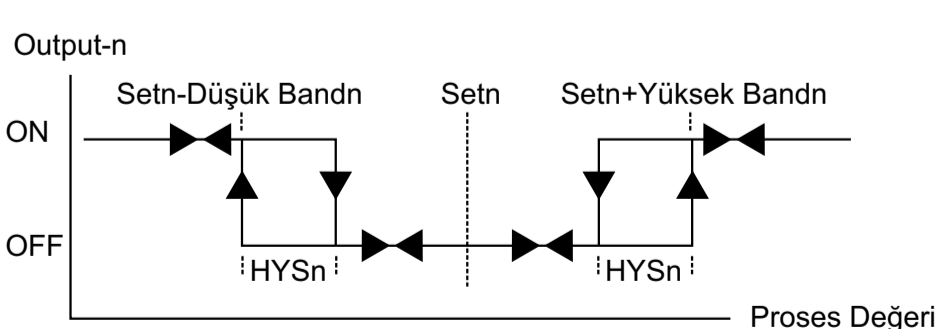 Output-n
Setn-Düşük Bandn
Setn
Setn+Yüksek Bandn
ON
OFF
HYSn
HYSn
Proses Değeri